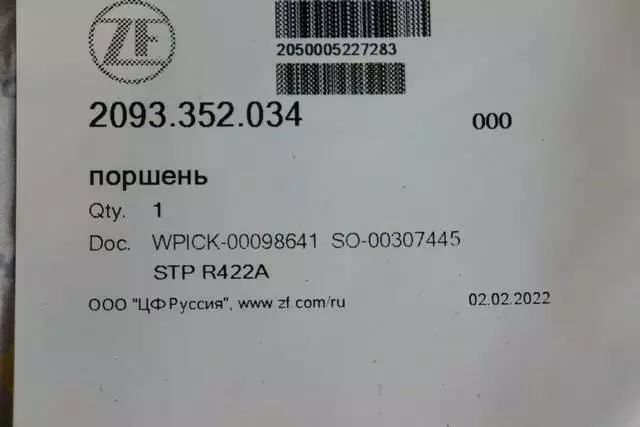 ZF
2050005227283
2093.352.034 000
поршень
Qty. 1
Doc. WPICK-00098641 SO-00307445
STP R422A
ООО "ЦФ Руссия", www zf.com/ru 02.02.2022